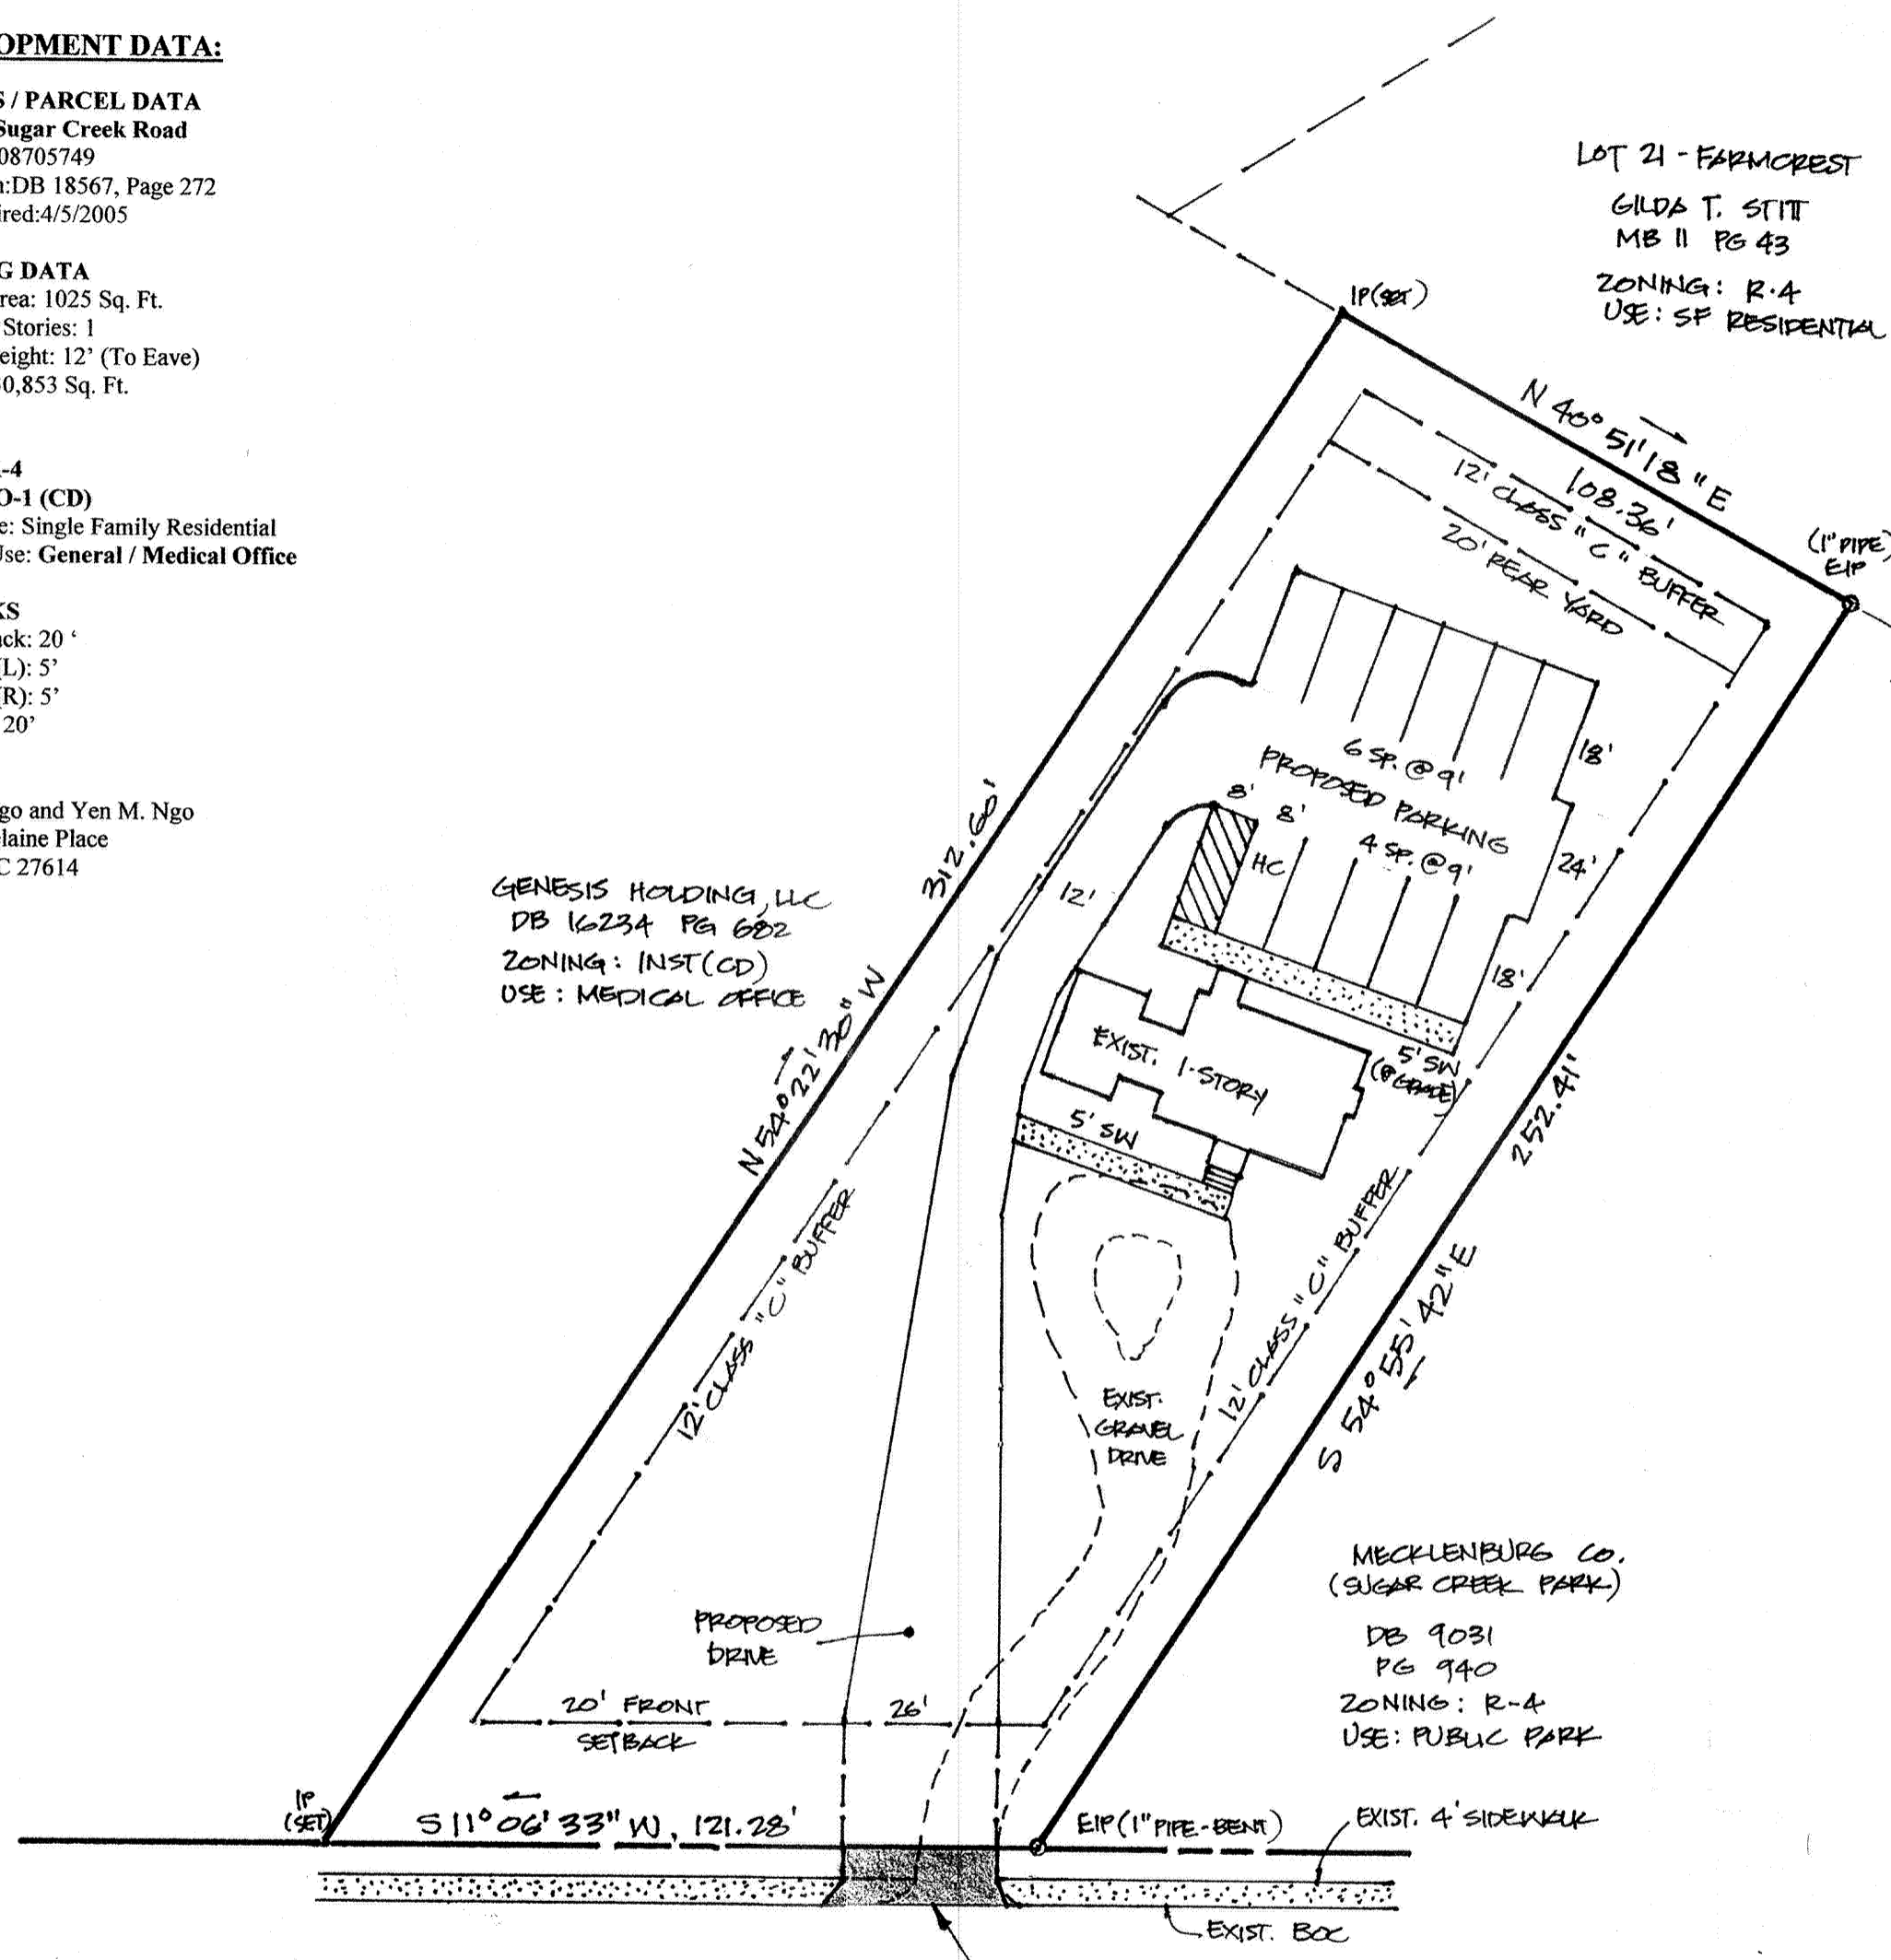 OPMENT DATA:
S / PARCEL DATA
Sugar Creek Road
08705749
n:DB 18567, Page 272
ired:4/5/2005
G DATA
rea: 1025 Sq. Ft.
Stories: 1
eight: 12' (To Eave)
30,853 Sq. Ft.
-4
O-1 (CD)
e: Single Family Residential
Use: General / Medical Office
KS
ack: 20 '
(L): 5'
(R): 5'
20'
go and Yen M. Ngo
laine Place
C 27614
LOT 21 - FARMCREST
GILDA T. STITT
MB 11 PG 43
ZONING: R-4
USE: SF RESIDENTIAL
IP(SET)
N 40° 51' 18" E
108.36'
12' CLASS "C" BUFFER
20' REAR YARD
(1" PIPE)
EIP
18'
6 SP. @ 9'
PROPOSED PARKING
8'
8'
HC
4 SP. @ 9'
24'
18'
12'
312.60'
N 54° 22' 30" W
GENESIS HOLDING, LLC
DB 16234 PG 682
ZONING: INST(CD)
USE: MEDICAL OFFICE
EXIST. 1-STORY
5' SW
(@ GRADE)
5' SW
252.41'
S 54° 55' 42" E
12' CLASS "C" BUFFER
12' CLASS "C" BUFFER
EXIST.
GRAVEL
DRIVE
MECKLENBURG CO.
(SUGAR CREEK PARK)
DB 9031
PG 940
ZONING: R-4
USE: PUBLIC PARK
PROPOSED
DRIVE
20' FRONT
SETBACK
26'
IP
(SET)
S 11° 06' 33" W, 121.28'
EIP (1" PIPE-BENT)
EXIST. 4' SIDEWALK
EXIST. BOC